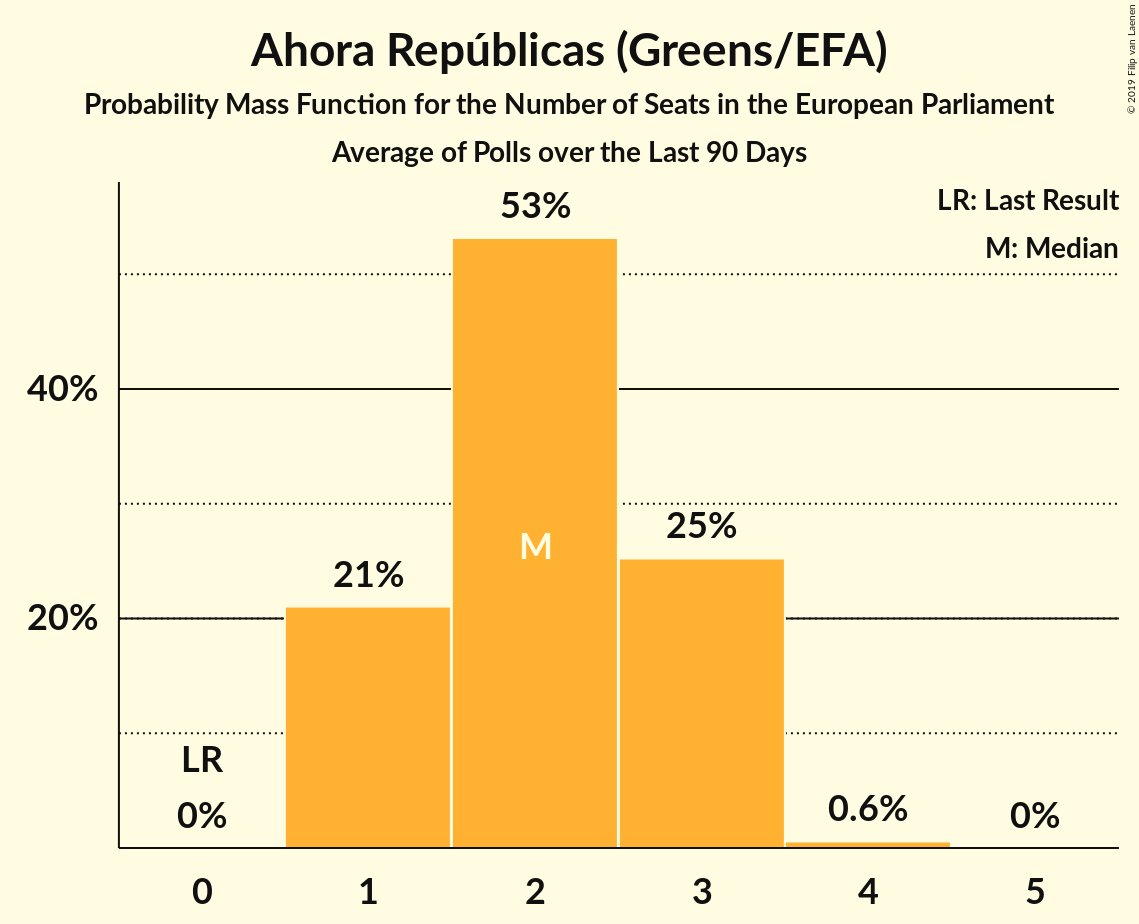 Ahora Repúblicas (Greens/EFA)
Probability Mass Function for the Number of Seats in the European Parliament
Average of Polls over the Last 90 Days
© 2019 Filip van Laenen
LR: Last Result
M: Median
53%
40%
25%
M
21%
20%
LR
0%
0.6%
0%
0 1 2 3 4 5